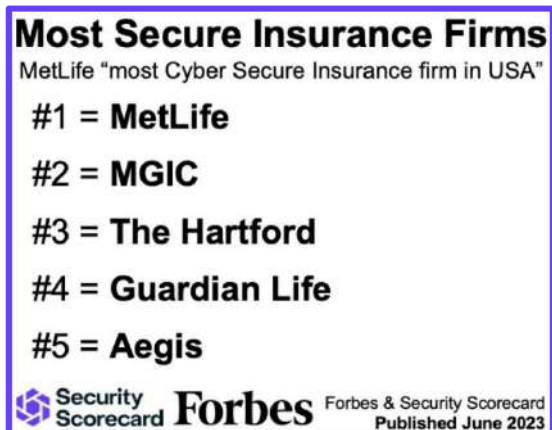 Most Secure Insurance Firms
MetLife “most Cyber Secure Insurance firm in USA”
#1 = MetLife
#2 = MGIC
#3 = The Hartford
#4 = Guardian Life
#5 = Aegis
Security
Scorecard
Forbes
Forbes & Security Scorecard
Published June 2023